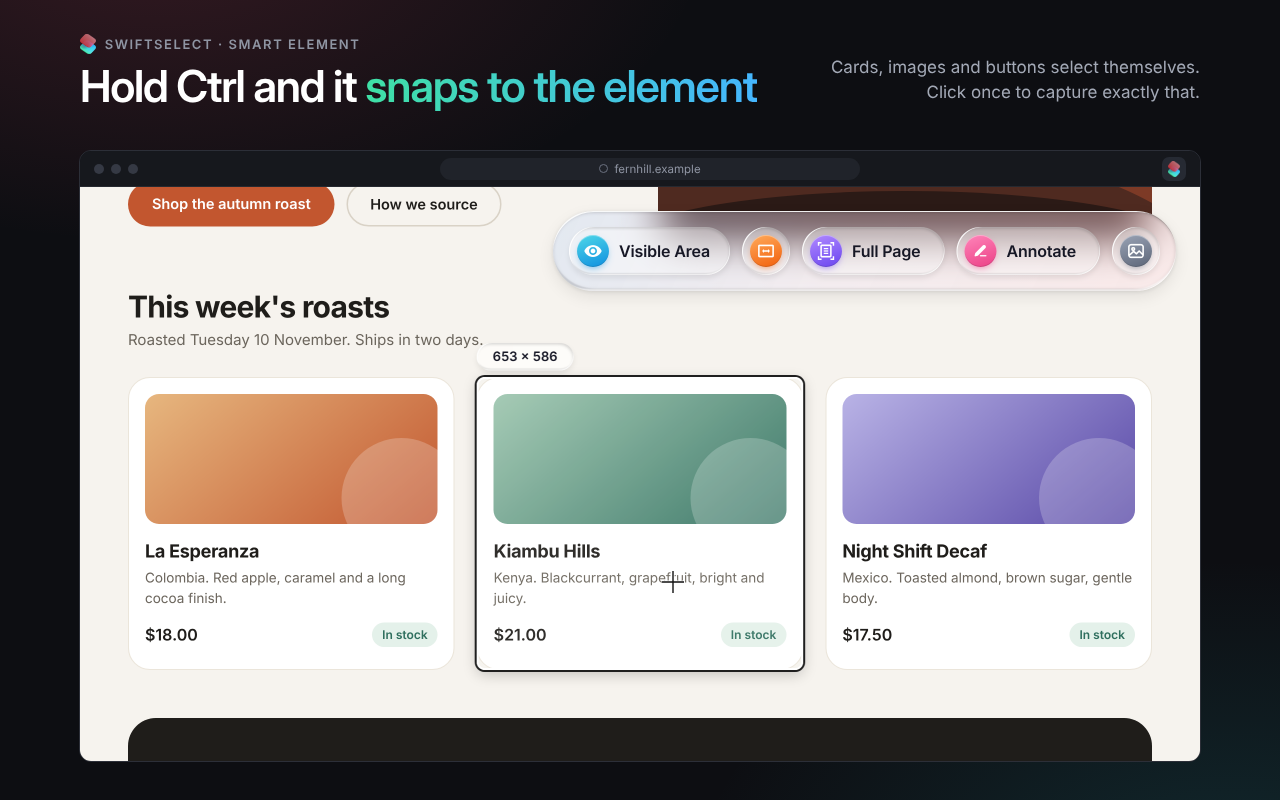 SWIFTSELECT · SMART ELEMENT
Hold Ctrl and it snaps to the element
Cards, images and buttons select themselves.
Click once to capture exactly that.
fernhill.example
Shop the autumn roast
How we source
Visible Area
Full Page
Annotate
This week's roasts
Roasted Tuesday 10 November. Ships in two days.
653 × 586
La Esperanza
Colombia. Red apple, caramel and a long
cocoa finish.
$18.00
In stock
Kiambu Hills
Kenya. Blackcurrant, grapefruit, bright and
juicy.
$21.00
In stock
Night Shift Decaf
Mexico. Toasted almond, brown sugar, gentle
body.
$17.50
In stock